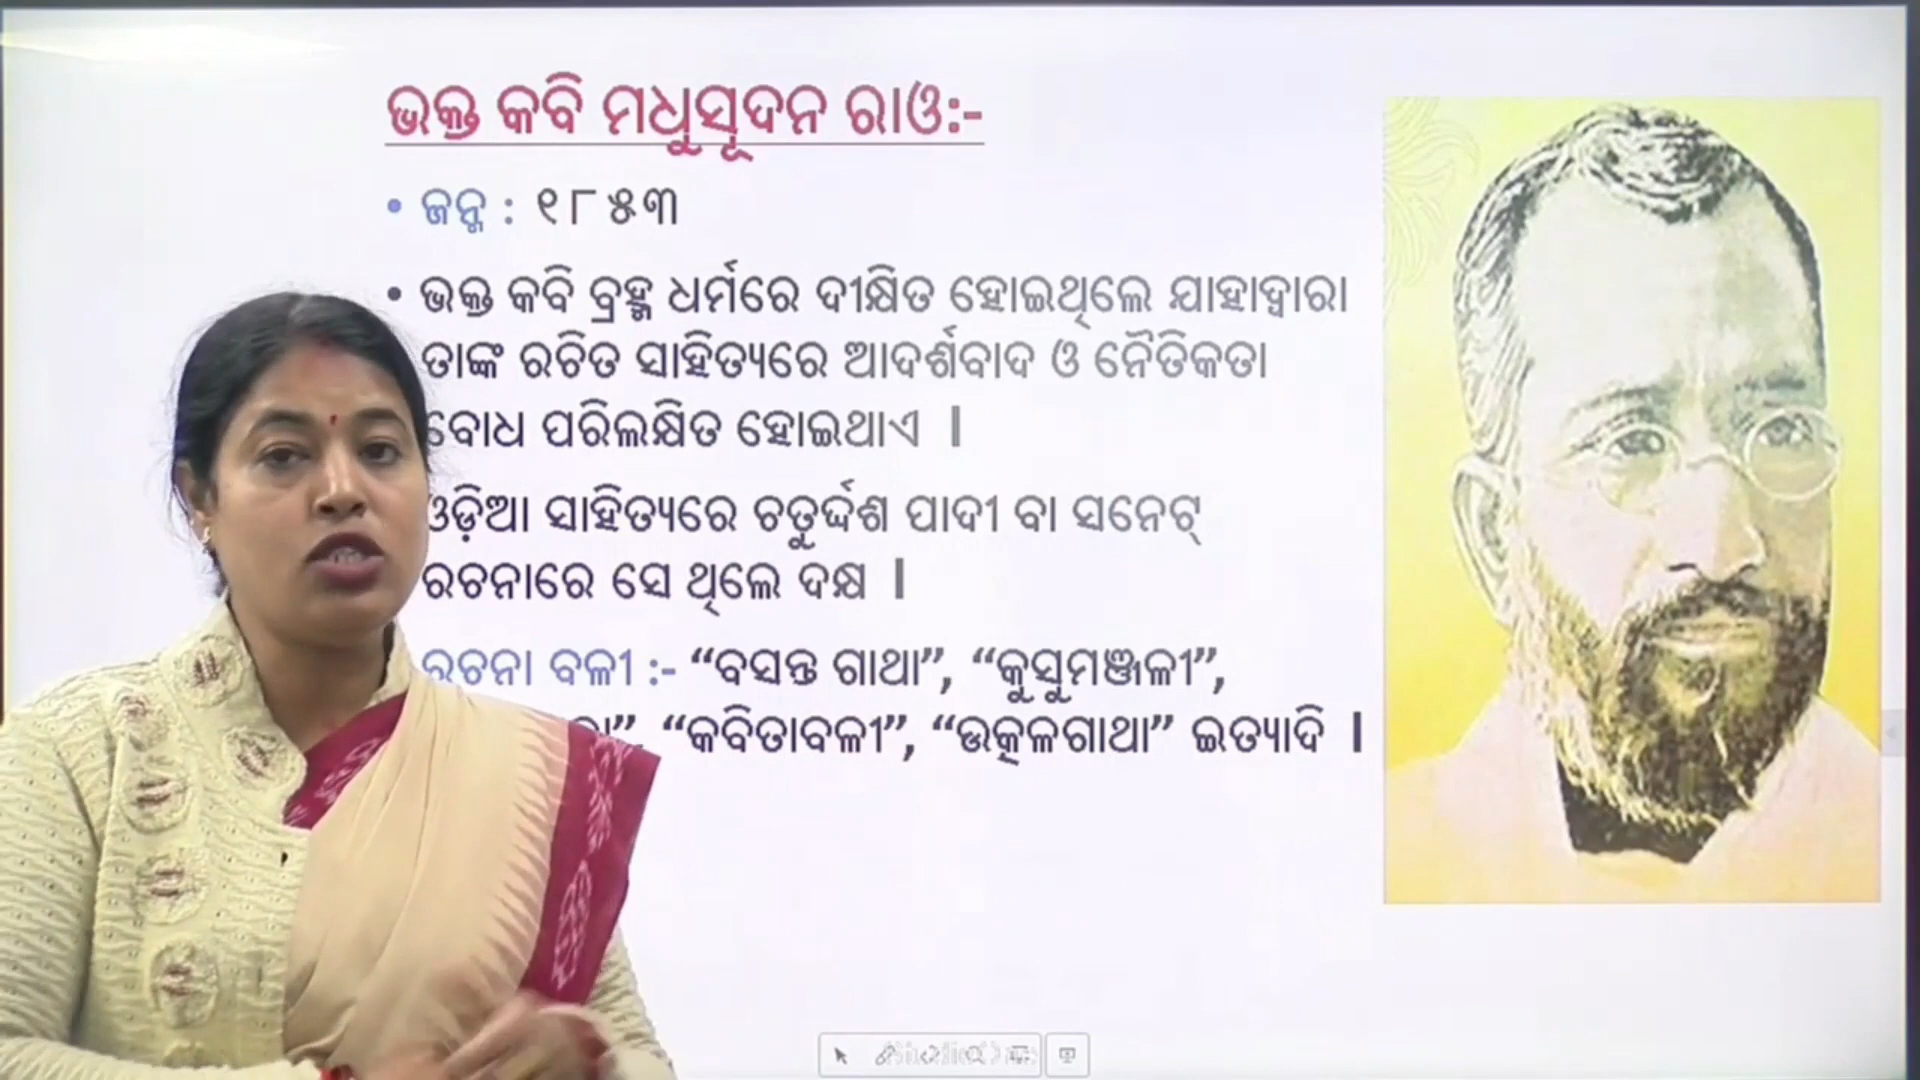 ଭକ୍ତ କବି ମଧୁସୂଦନ ରାଓ:-
• ଜନ୍ମ : ୧୮୫୩
• ଭକ୍ତ କବି ବ୍ରହ୍ମ ଧର୍ମରେ ଦୀକ୍ଷିତ ହୋଇଥିଲେ ଯାହାଦ୍ୱାରା
ତାଙ୍କ ରଚିତ ସାହିତ୍ୟରେ ଆଦର୍ଶବାଦ ଓ ନୈତିକତା
ବୋଧ ପରିଲକ୍ଷିତ ହୋଇଥାଏ ।
ଓଡ଼ିଆ ସାହିତ୍ୟରେ ଚତୁର୍ଦ୍ଦଶ ପାଦୀ ବା ସନେଟ୍
ରଚନାରେ ସେ ଥିଲେ ଦକ୍ଷ ।
ରଚନା ବଳୀ :- “ବସନ୍ତ ଗାଥା”, “କୁସୁମଞ୍ଜଳୀ”,
“କବିତାବଳୀ”, “ଉତ୍କଳଗାଥା” ଇତ୍ୟାଦି ।